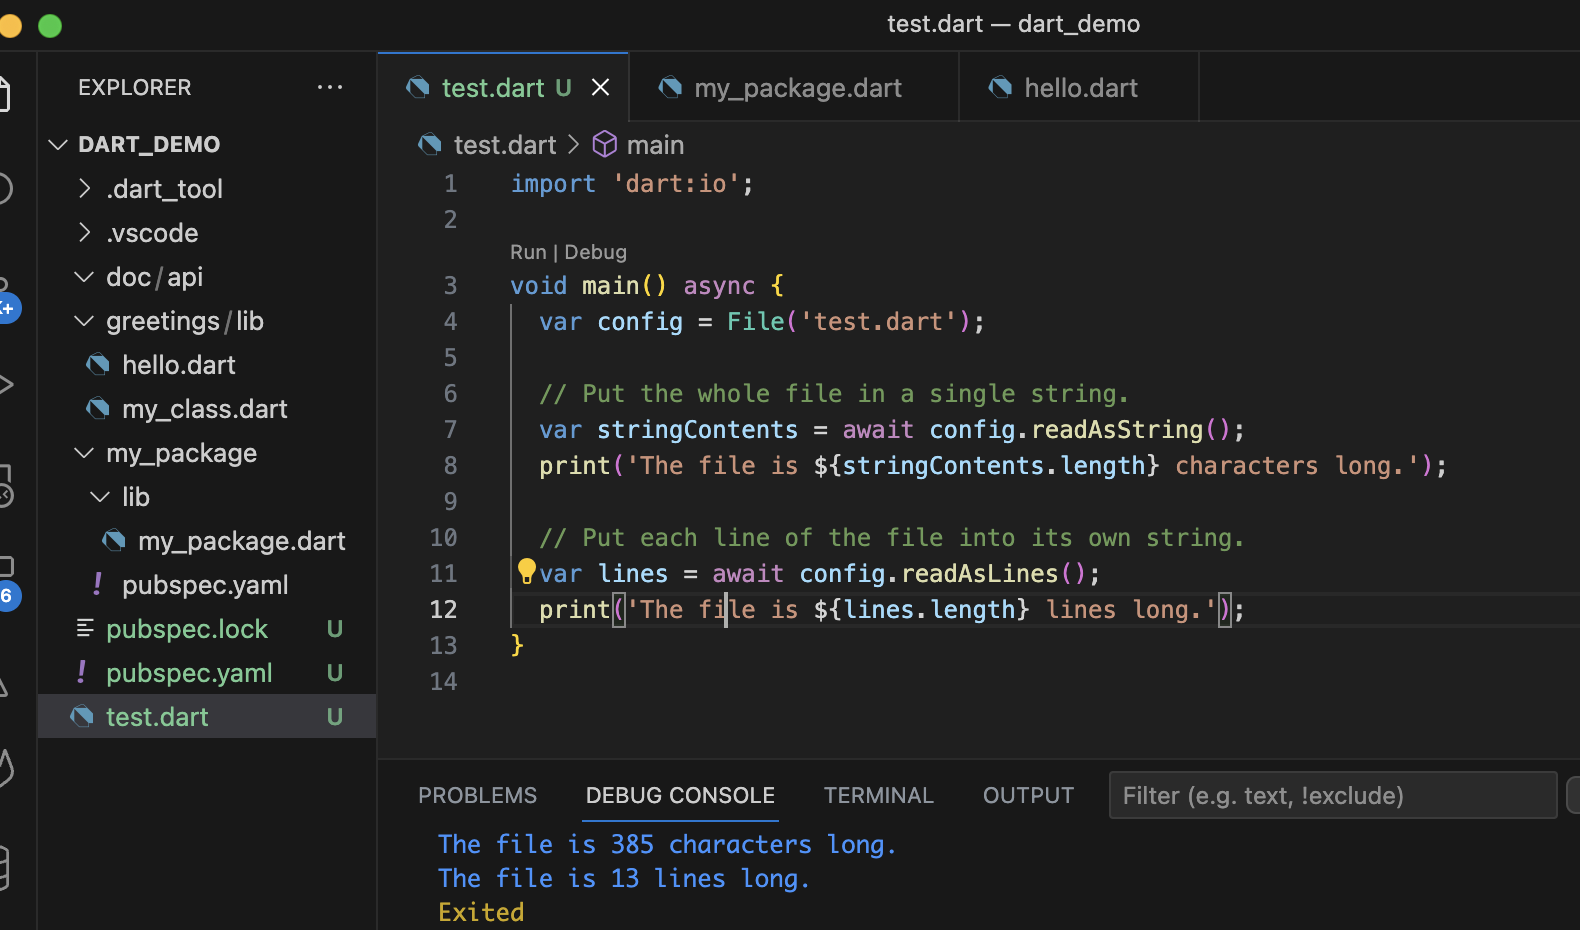 test.dart — dart_demo
EXPLORER ···
DART_DEMO
.dart_tool
.vscode
doc/api
greetings/lib
hello.dart
my_class.dart
my_package
lib
my_package.dart
! pubspec.yaml
pubspec.lock U
! pubspec.yaml U
test.dart U
K+
6
test.dart U
my_package.dart
hello.dart
test.dart > main
1 import 'dart:io';
2
Run | Debug
3 void main() async {
4 var config = File('test.dart');
5
6 // Put the whole file in a single string.
7 var stringContents = await config.readAsString();
8 print('The file is ${stringContents.length} characters long.');
9
10 // Put each line of the file into its own string.
11 var lines = await config.readAsLines();
12 print('The file is ${lines.length} lines long.');
13 }
14
PROBLEMS DEBUG CONSOLE TERMINAL OUTPUT Filter (e.g. text, !exclude)
The file is 385 characters long.
The file is 13 lines long.
Exited